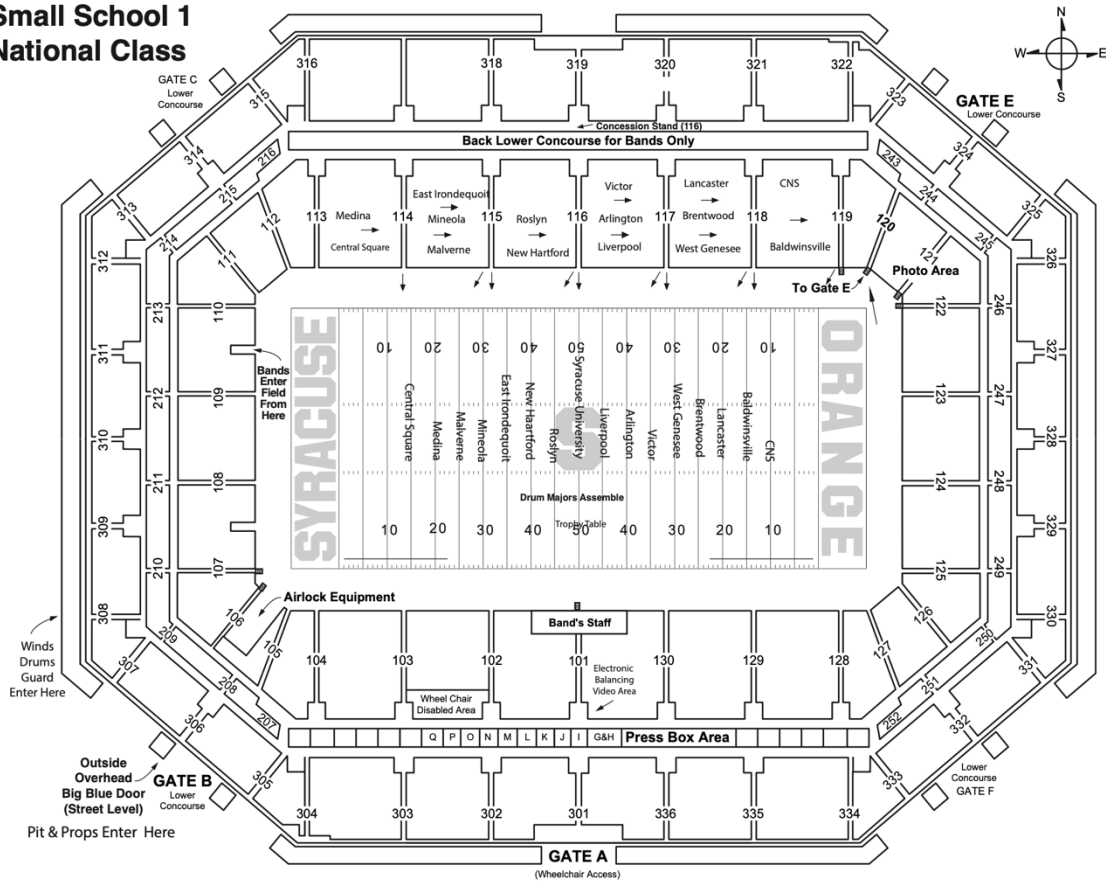 Small School 1
National Class
N
W
E
S
GATE C
Lower
Concourse
GATE E
Lower Concourse
316
318
319
320
322
315
323
314
324
313
325
312
326
311
327
310
328
309
329
308
330
307
331
306
332
305
333
304
303
302
301
336
335
334
Concession Stand (116)
Back Lower Concourse for Bands Only
216
215
214
213
212
211
210
209
208
207
243
244
245
246
247
248
249
250
251
252
112
113
114
115
116
117
118
119
120
111
121
110
122
109
123
108
124
107
125
106
126
105
127
104
103
102
101
130
129
128
Medina
Central Square
East Irondequoit
Mineola
Malverne
Roslyn
New Hartford
Victor
Arlington
Liverpool
Lancaster
Brentwood
West Genesee
CNS
Baldwinsville
To Gate E
Photo Area
Bands
Enter
Field
From
Here
SYRACUSE
ORANGE
10
20
30
40
50
40
30
20
10
Central Square
Medina
Malverne
Mineola
East Irondequoit
New Haartford
Roslyn
Syracuse University
Liverpool
Arlington
Victor
West Genesee
Brentwood
Lancaster
Baldwinsville
CNS
S
Drum Majors Assemble
Trophy Table
10
20
30
40
50
40
30
20
10
Airlock Equipment
Band's Staff
Electronic
Balancing
Video Area
Wheel Chair
Disabled Area
Q P O N M L K J I G&H Press Box Area
Winds
Drums
Guard
Enter Here
Outside
Overhead
Big Blue Door
(Street Level)
Pit & Props Enter Here
GATE B
Lower
Concourse
Lower
Concourse
GATE F
GATE A
(Wheelchair Access)